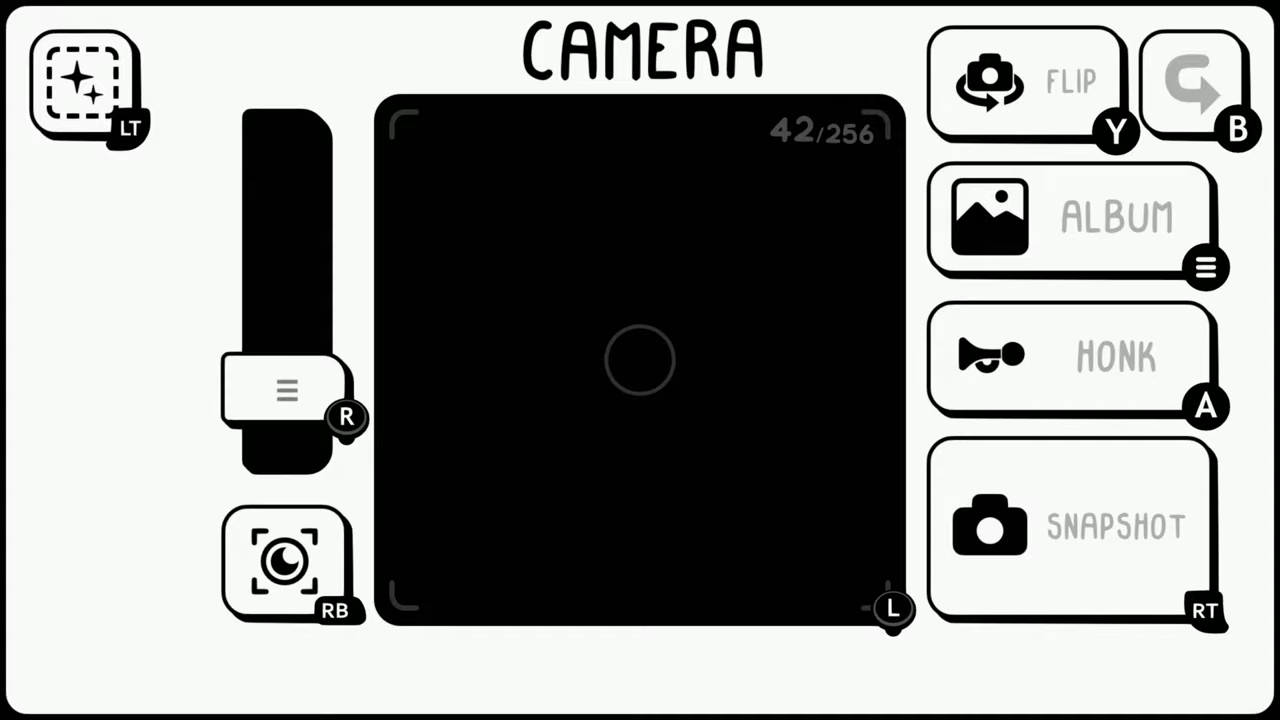 CAMERA
LT
42/256
FLIP
Y
B
ALBUM
HONK
A
R
SNAPSHOT
RB
L
RT